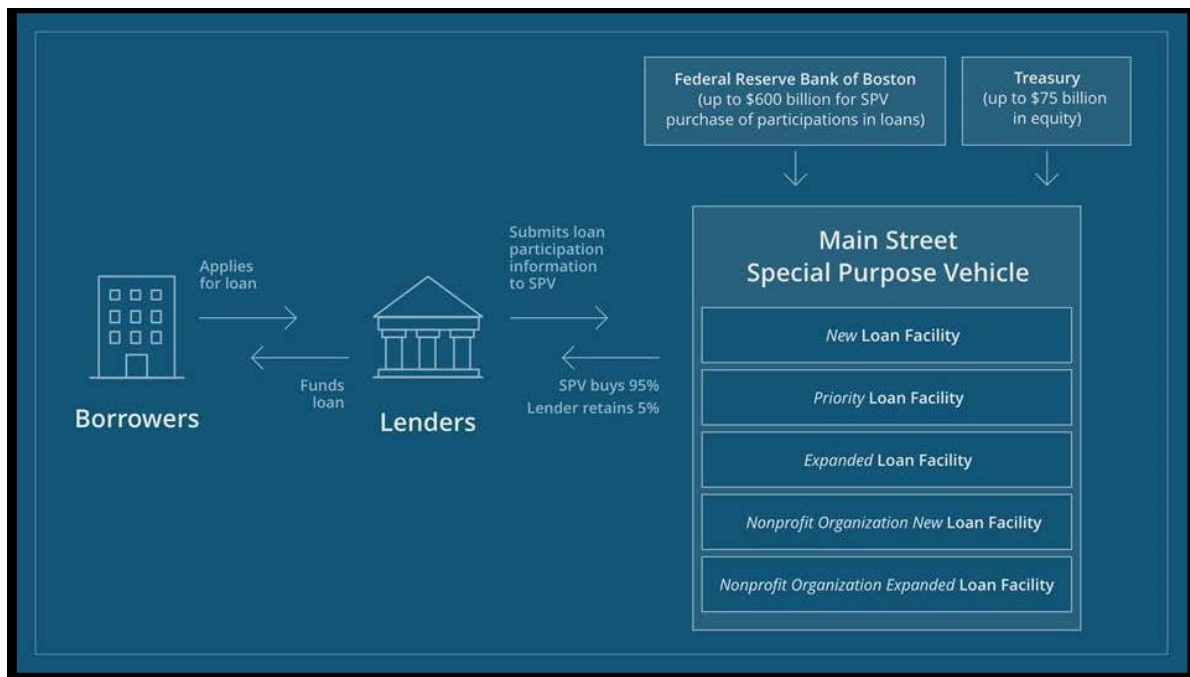 Federal Reserve Bank of Boston
(up to $600 billion for SPV
purchase of participations in loans)
Treasury
(up to $75 billion
in equity)
Applies
for loan
Funds
loan
Borrowers
Submits loan
participation
information
to SPV
SPV buys 95%
Lender retains 5%
Lenders
Main Street
Special Purpose Vehicle
New Loan Facility
Priority Loan Facility
Expanded Loan Facility
Nonprofit Organization New Loan Facility
Nonprofit Organization Expanded Loan Facility